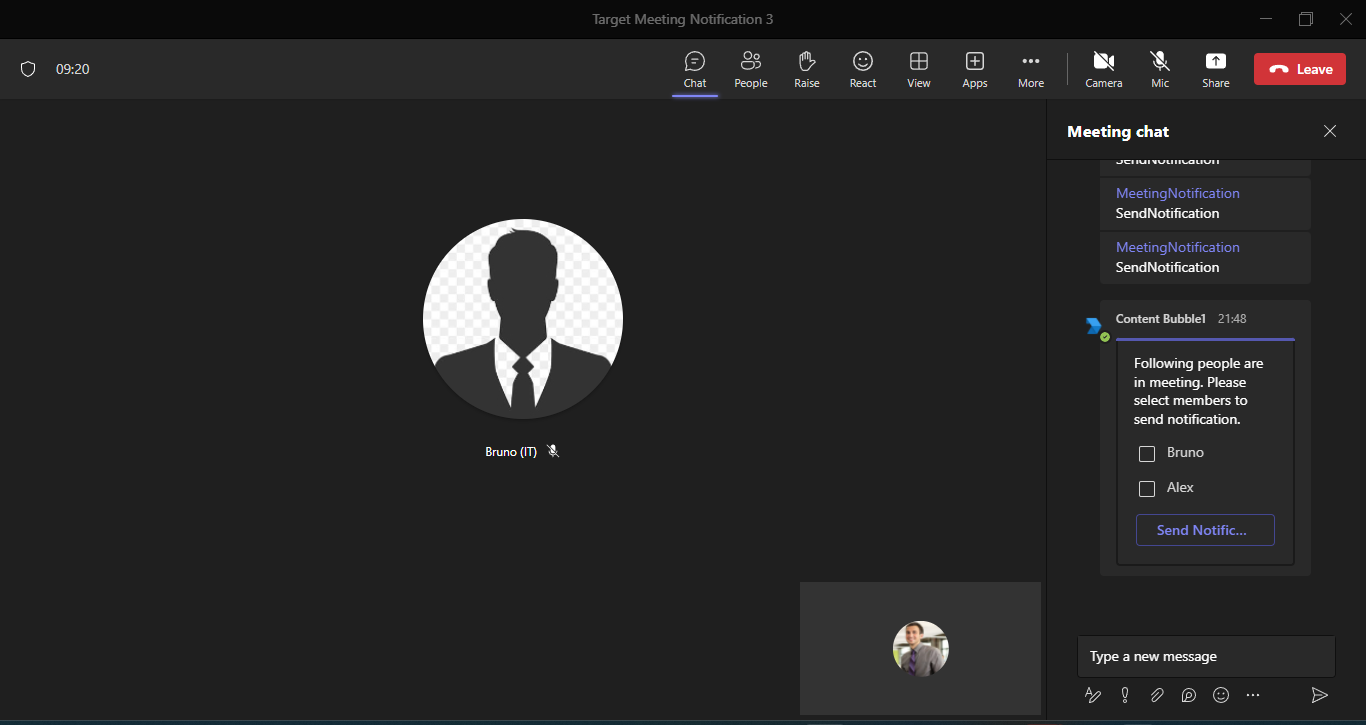 Target Meeting Notification 3
09:20
Chat
People
Raise
React
View
Apps
More
Camera
Mic
Share
Leave
Meeting chat
SendNotification
MeetingNotification
SendNotification
MeetingNotification
SendNotification
Content Bubble1 21:48
Following people are
in meeting. Please
select members to
send notification.
Bruno
Alex
Send Notific...
Bruno (IT)
Type a new message